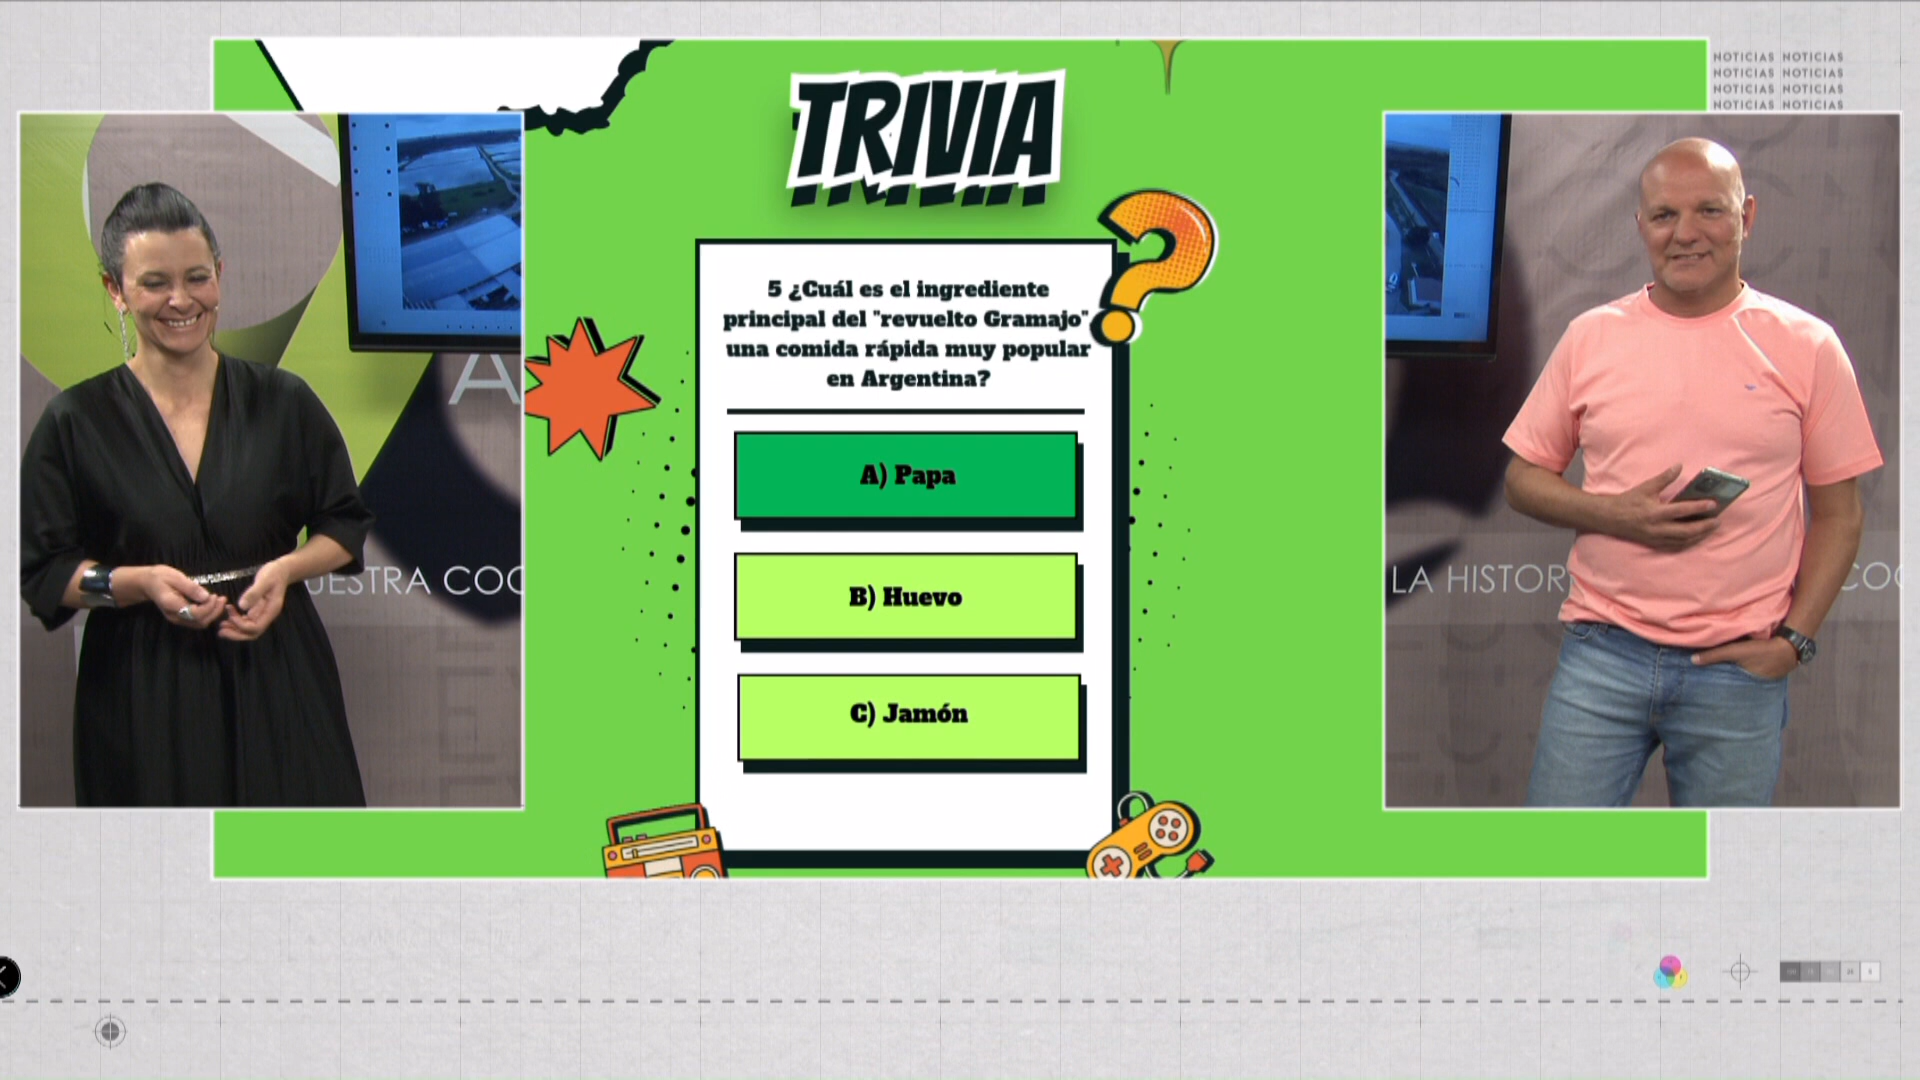 NOTICIAS NOTICIAS
NOTICIAS NOTICIAS
NOTICIAS NOTICIAS
NOTICIAS NOTICIAS
TRIVIA
5 ¿Cuál es el ingrediente
principal del "revuelto Gramajo"
una comida rápida muy popular
en Argentina?
A) Papa
B) Huevo
C) Jamón
A
UESTRA COC
LA HISTOR
COC